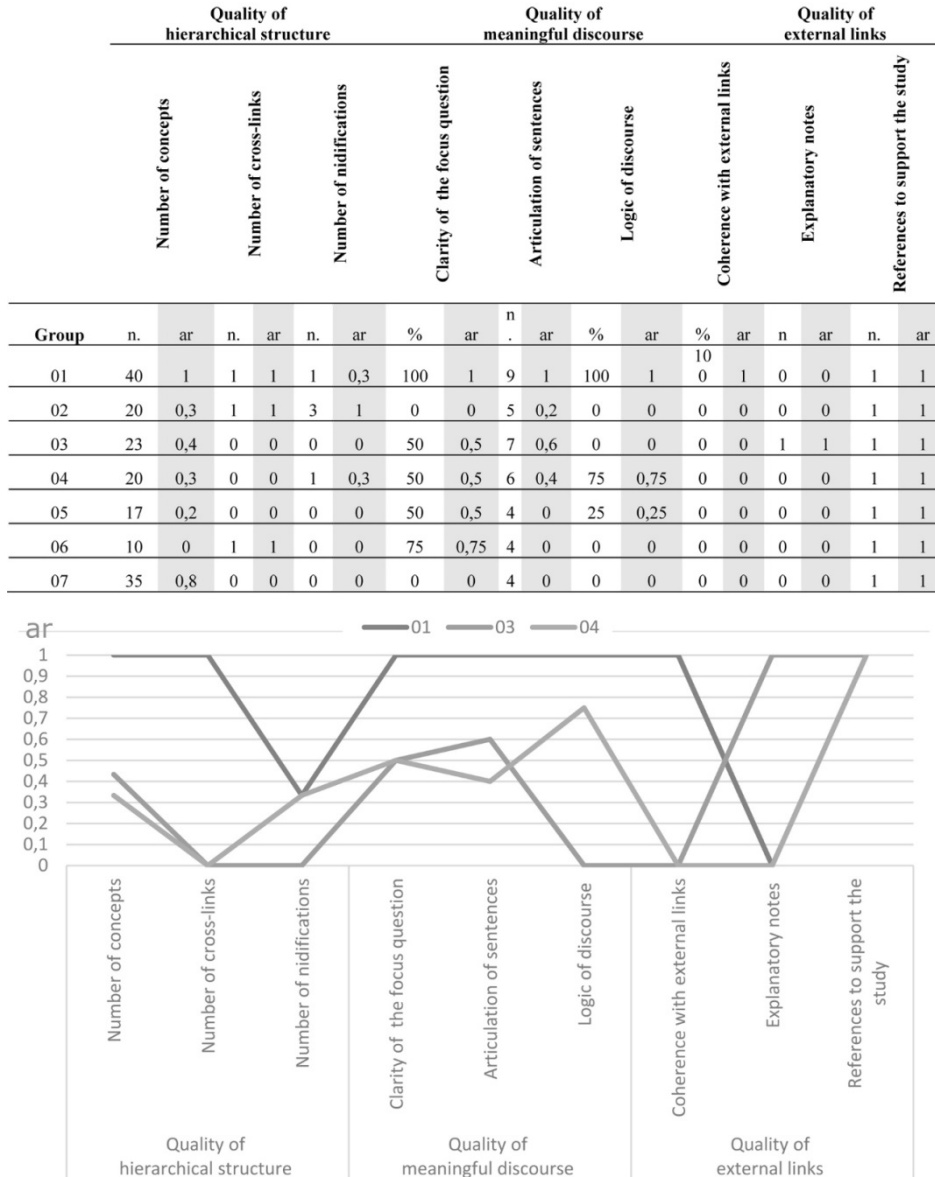 Quality of hierarchical structure Quality of meaningful discourse Quality of external links
Number of concepts
Number of cross-links
Number of nidifications
Clarity of the focus question
Articulation of sentences
Logic of discourse
Coherence with external links
Explanatory notes
References to support the study
Group n. ar n. ar n. ar % ar n. ar % ar % ar n ar n. ar
01 40 1 1 1 1 0,3 100 1 9 1 100 1 100 1 0 0 1 1
02 20 0,3 1 1 3 1 0 0 5 0,2 0 0 0 0 0 0 1 1
03 23 0,4 0 0 0 0 50 0,5 7 0,6 0 0 0 0 1 1 1 1
04 20 0,3 0 0 1 0,3 50 0,5 6 0,4 75 0,75 0 0 0 0 1 1
05 17 0,2 0 0 0 0 50 0,5 4 0 25 0,25 0 0 0 0 1 1
06 10 0 1 1 0 0 75 0,75 4 0 0 0 0 0 0 0 1 1
07 35 0,8 0 0 0 0 0 0 4 0 0 0 0 0 0 0 1 1
ar
01 03 04
1
0,9
0,8
0,7
0,6
0,5
0,4
0,3
0,2
0,1
0
Number of concepts
Number of cross-links
Number of nidifications
Clarity of the focus question
Articulation of sentences
Logic of discourse
Coherence with external links
Explanatory notes
References to support the
study
Quality of
hierarchical structure
Quality of
meaningful discourse
Quality of
external links